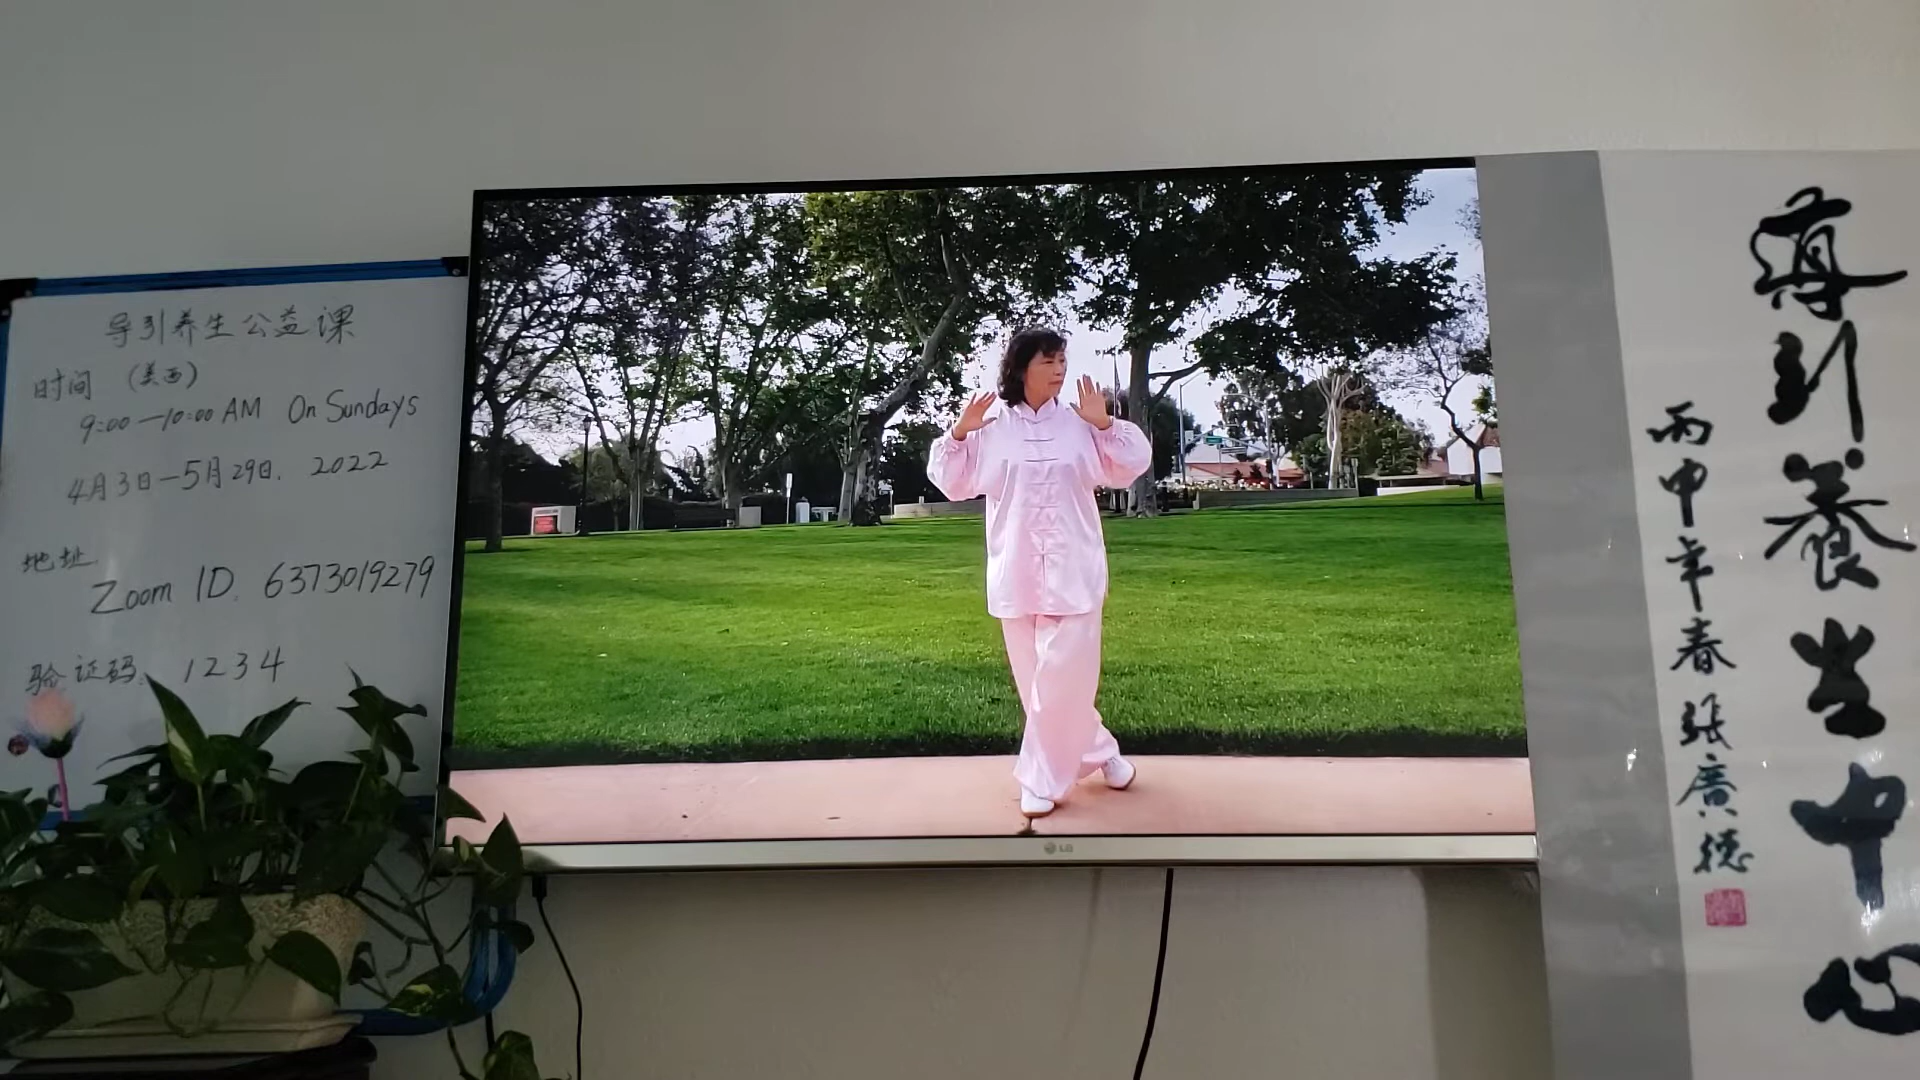 导引养生公益课
时间 (美西)
9:00—10:00 AM On Sundays
4月3日—5月29日, 2022
地址
Zoom ID. 6373019279
验证码: 1234
LG
導引養生中心
丙申年春 張廣德